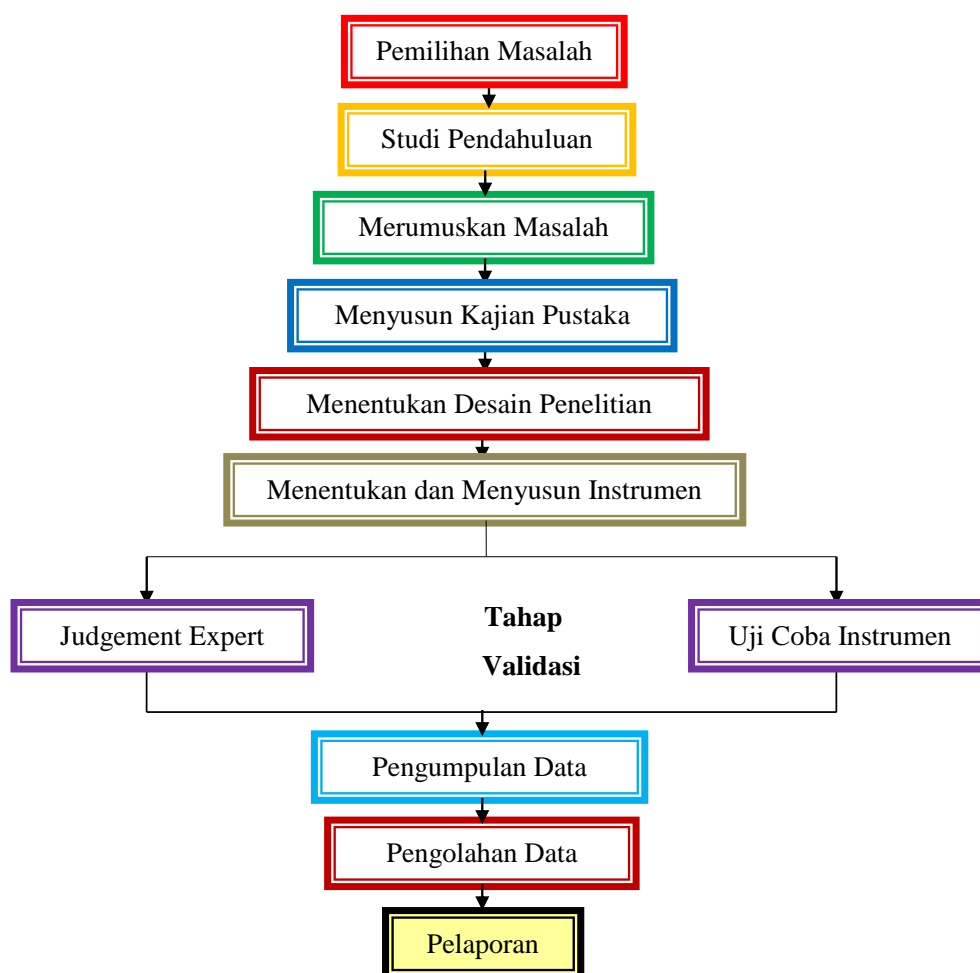 Pemilihan Masalah
Studi Pendahuluan
Merumuskan Masalah
Menyusun Kajian Pustaka
Menentukan Desain Penelitian
Menentukan dan Menyusun Instrumen
Judgement Expert
Tahap
Validasi
Uji Coba Instrumen
Pengumpulan Data
Pengolahan Data
Pelaporan